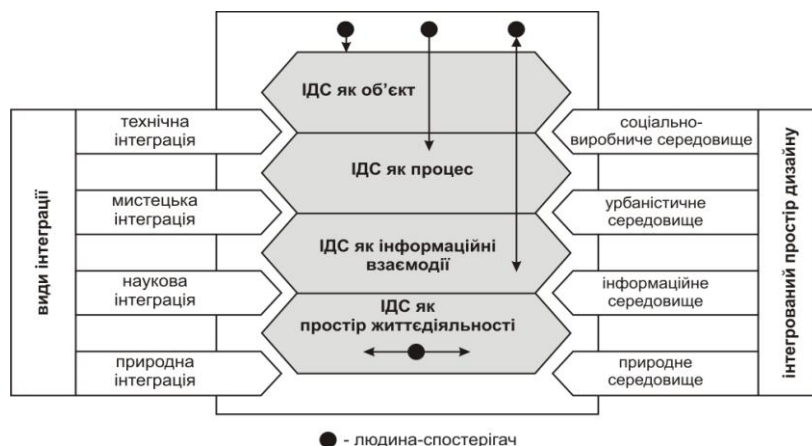 ІДС як об’єкт
ІДС як процес
ІДС як інформаційні
взаємодії
ІДС як
простір життєдіяльності
види інтеграції
технічна
інтеграція
мистецька
інтеграція
наукова
інтеграція
природна
інтеграція
соціально-
виробниче середовище
урбаністичне
середовище
інформаційне
середовище
природне
середовище
інтегрований простір дизайну
- людина-спостерігач